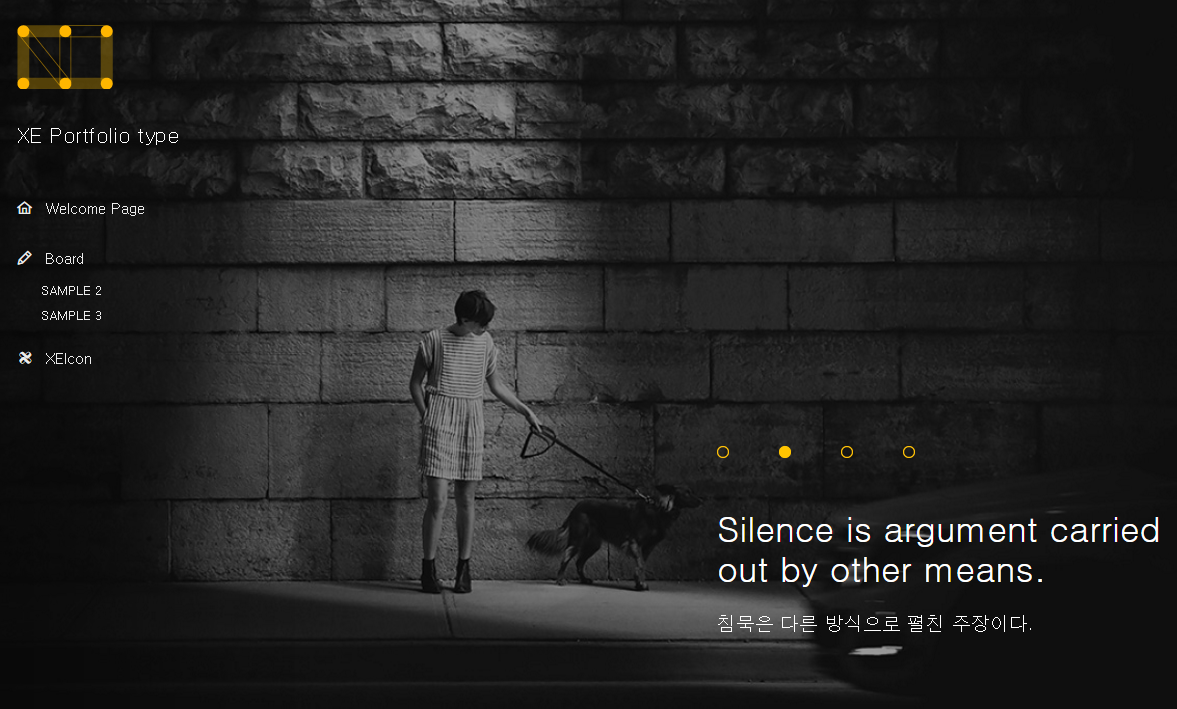 XE Portfolio type
Welcome Page
Board
SAMPLE 2
SAMPLE 3
XEIcon
Silence is argument carried
out by other means.
침묵은 다른 방식으로 펼친 주장이다.